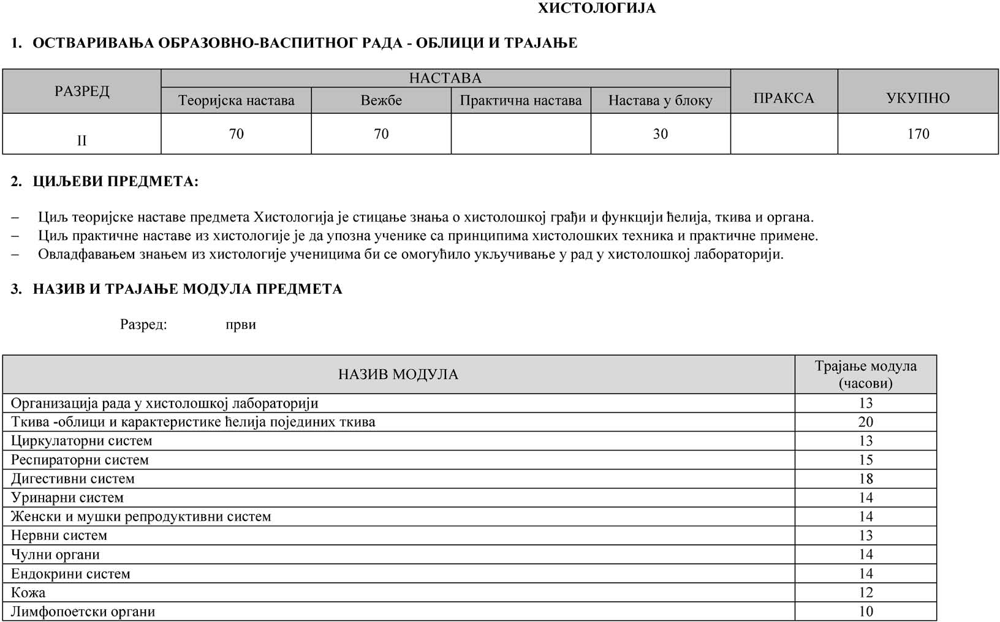 ХИСТОЛОГИЈА
1. ОСТВАРИВАЊА ОБРАЗОВНО-ВАСПИТНОГ РАДА - ОБЛИЦИ И ТРАЈАЊЕ
РАЗРЕД НАСТАВА ПРАКСА УКУПНО
Теоријска настава Вежбе Практична настава Настава у блоку
II 70 70 30 170
2. ЦИЉЕВИ ПРЕДМЕТА:
– Циљ теоријске наставе предмета Хистологија је стицање знања о хистолошкој грађи и функцији ћелија, ткива и органа.
– Циљ практичне наставе из хистологије је да упозна ученике са принципима хистолошких техника и практичне примене.
– Овладфавањем знањем из хистологије ученицима би се омогућило укључивање у рад у хистолошкој лабораторији.
3. НАЗИВ И ТРАЈАЊЕ МОДУЛА ПРЕДМЕТА
Разред: први
НАЗИВ МОДУЛА Трајање модула
(часови)
Организација рада у хистолошкој лабораторији 13
Ткива -облици и карактеристике ћелија појединих ткива 20
Циркулаторни систем 13
Респираторни систем 15
Дигестивни систем 18
Уринарни систем 14
Женски и мушки репродуктивни систем 14
Нервни систем 13
Чулни органи 14
Ендокрини систем 14
Кожа 12
Лимфопоетски органи 10